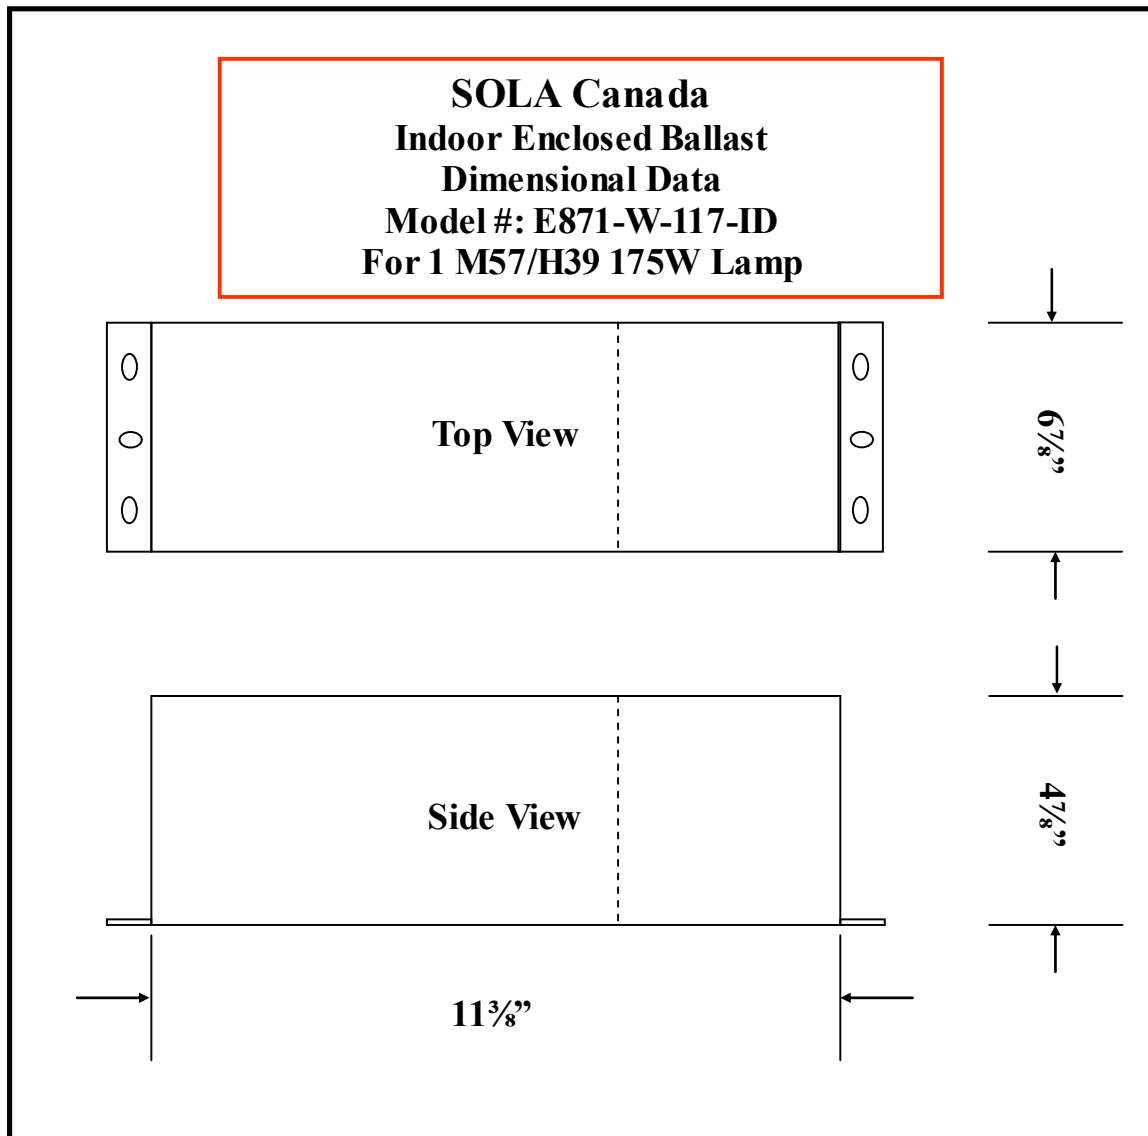 SOLA Canada
Indoor Enclosed Ballast
Dimensional Data
Model #: E871-W-117-ID
For 1 M57/H39 175W Lamp
Top View
6⅞”
Side View
4⅞”
11⅜”